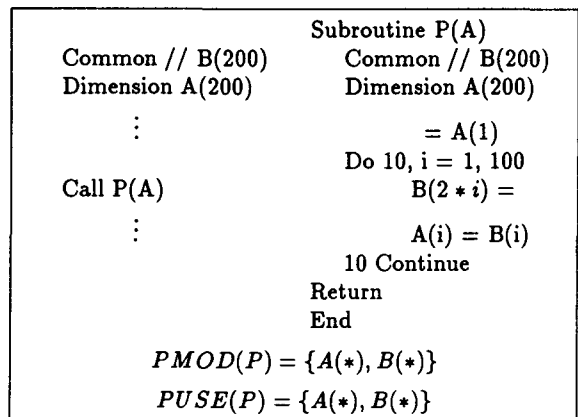 Subroutine P(A)
Common // B(200) Common // B(200)
Dimension A(200) Dimension A(200)
⋮ = A(1)
Do 10, i = 1, 100
Call P(A) B(2 * i) =
⋮ A(i) = B(i)
10 Continue
Return
End
PMOD(P) = {A(*), B(*)}
PUSE(P) = {A(*), B(*)}